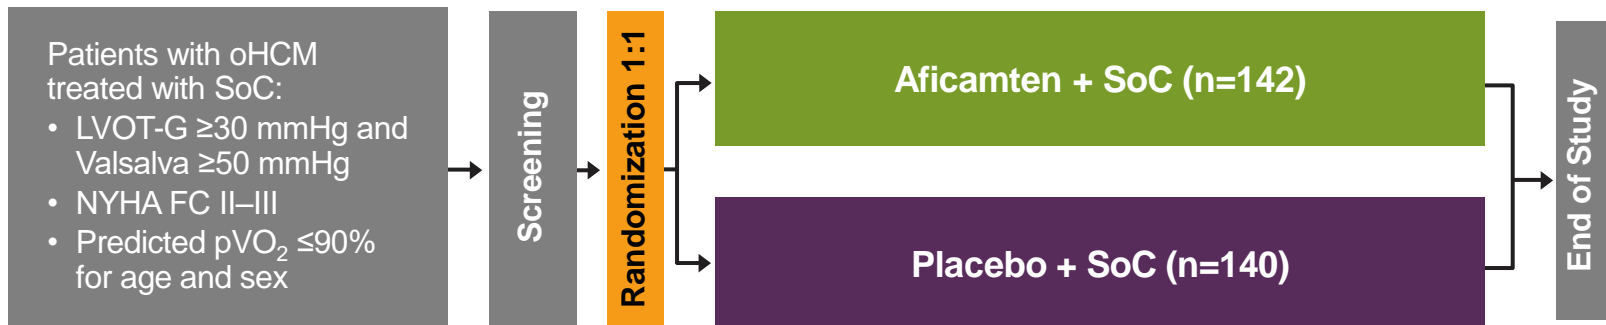 Patients with oHCM
treated with SoC:
• LVOT-G ≥30 mmHg and
Valsalva ≥50 mmHg
• NYHA FC II–III
• Predicted pVO₂ ≤90%
for age and sex
Screening
Randomization 1:1
Aficamten + SoC (n=142)
Placebo + SoC (n=140)
End of Study